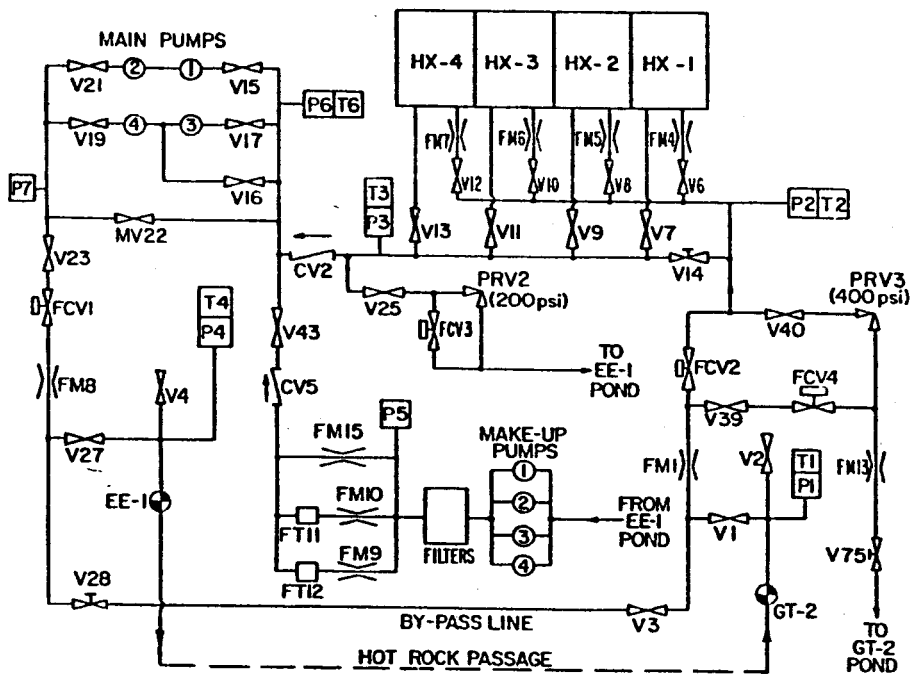 MAIN PUMPS
HX-4 HX-3 HX-2 HX-1
2 1
V21 V15
P6 T6
4 3
V19 V17
FM7 FM6 FM5 FM4
V12 V10 V8 V6
P7
V16
T3
P3
P2 T2
MV22
V13 V11 V9 V7
V23
CV2
V14
PRV2
(200psi)
PRV3
(400psi)
V25
FCV1
T4
P4
V43
FCV3
V40
TO
EE-1
POND
FCV2
FCV4
FM8
V4
CV5
V39
P5
MAKE-UP
PUMPS
FM15
V27
1
2
3
4
FM1
V2
T1
P1
FM13
EE-1
FM10
FROM
EE-1
POND
FT11
FILTERS
V1
FM9
V75
V28
FT12
V3
GT-2
BY-PASS LINE
TO
GT-2
POND
HOT ROCK PASSAGE